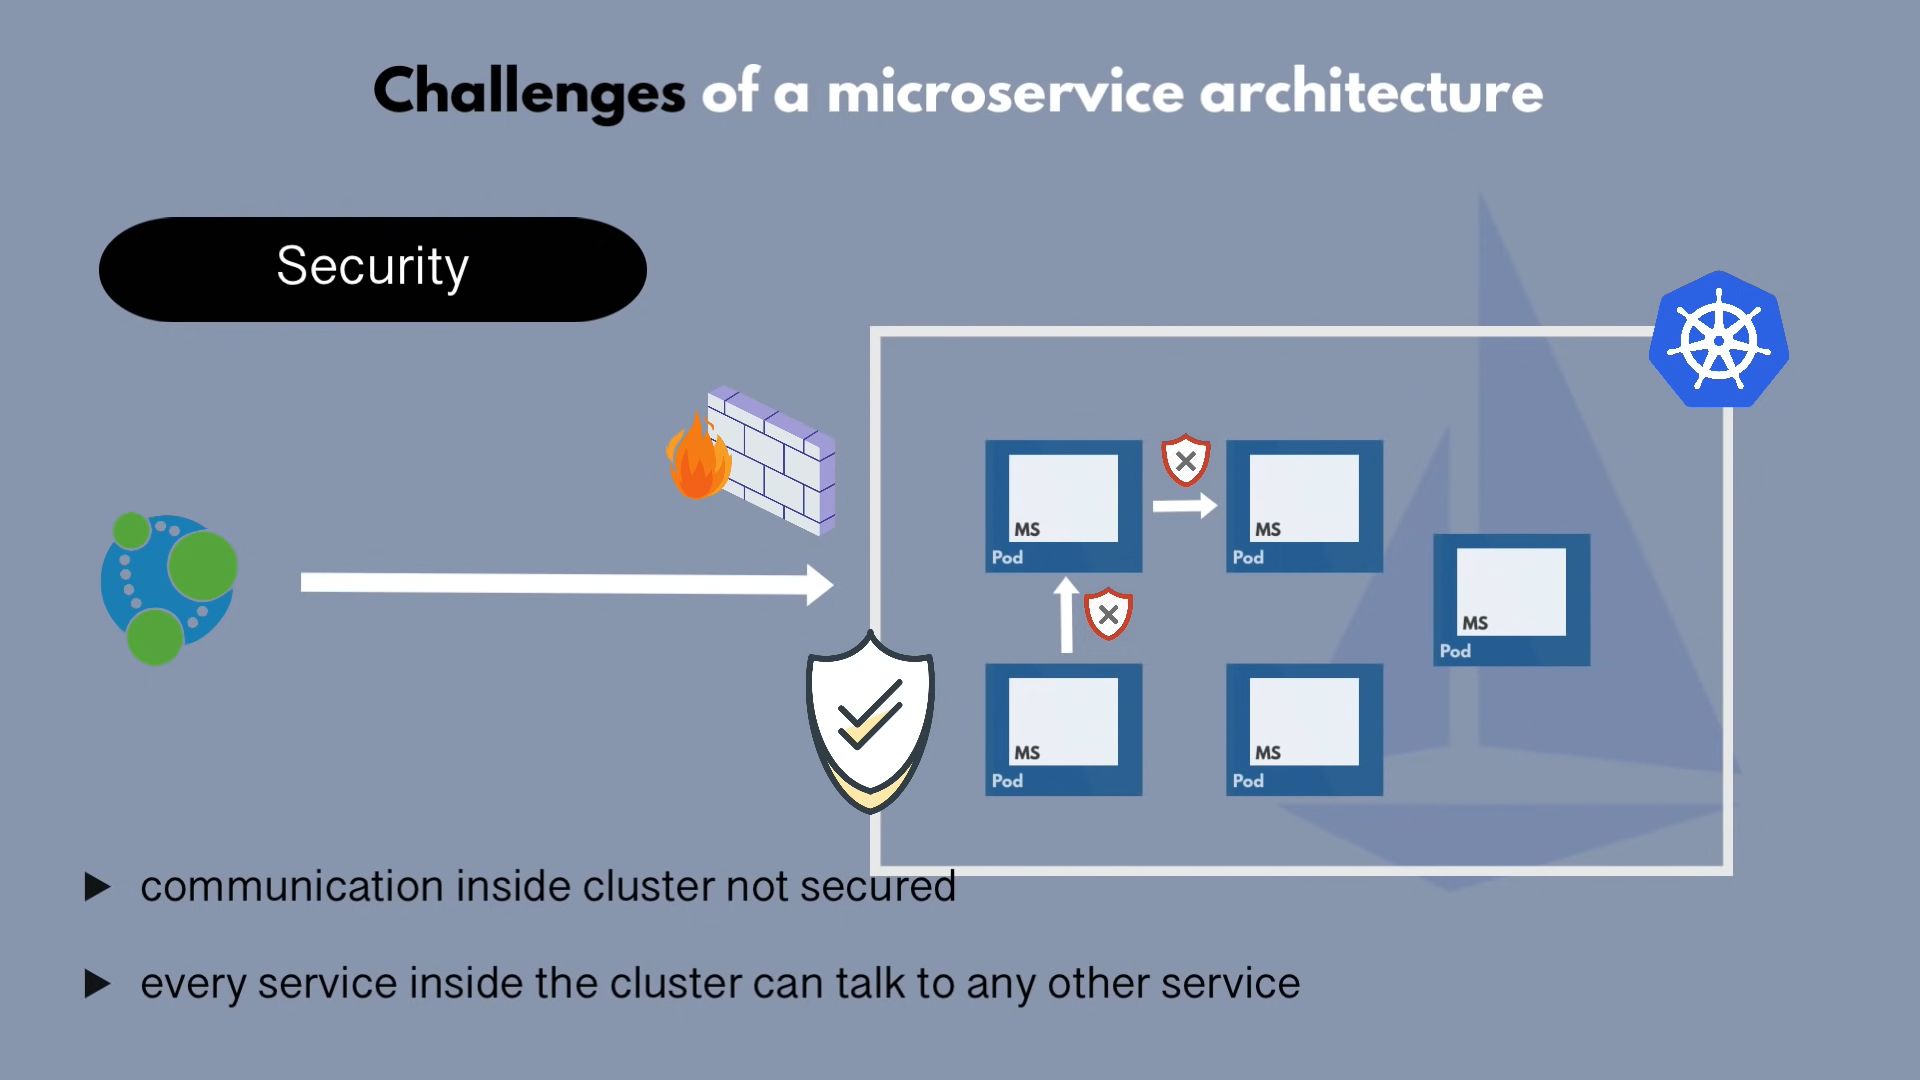 Challenges of a microservice architecture
Security
MS
Pod
MS
Pod
MS
Pod
MS
Pod
MS
Pod
communication inside cluster not secured
every service inside the cluster can talk to any other service